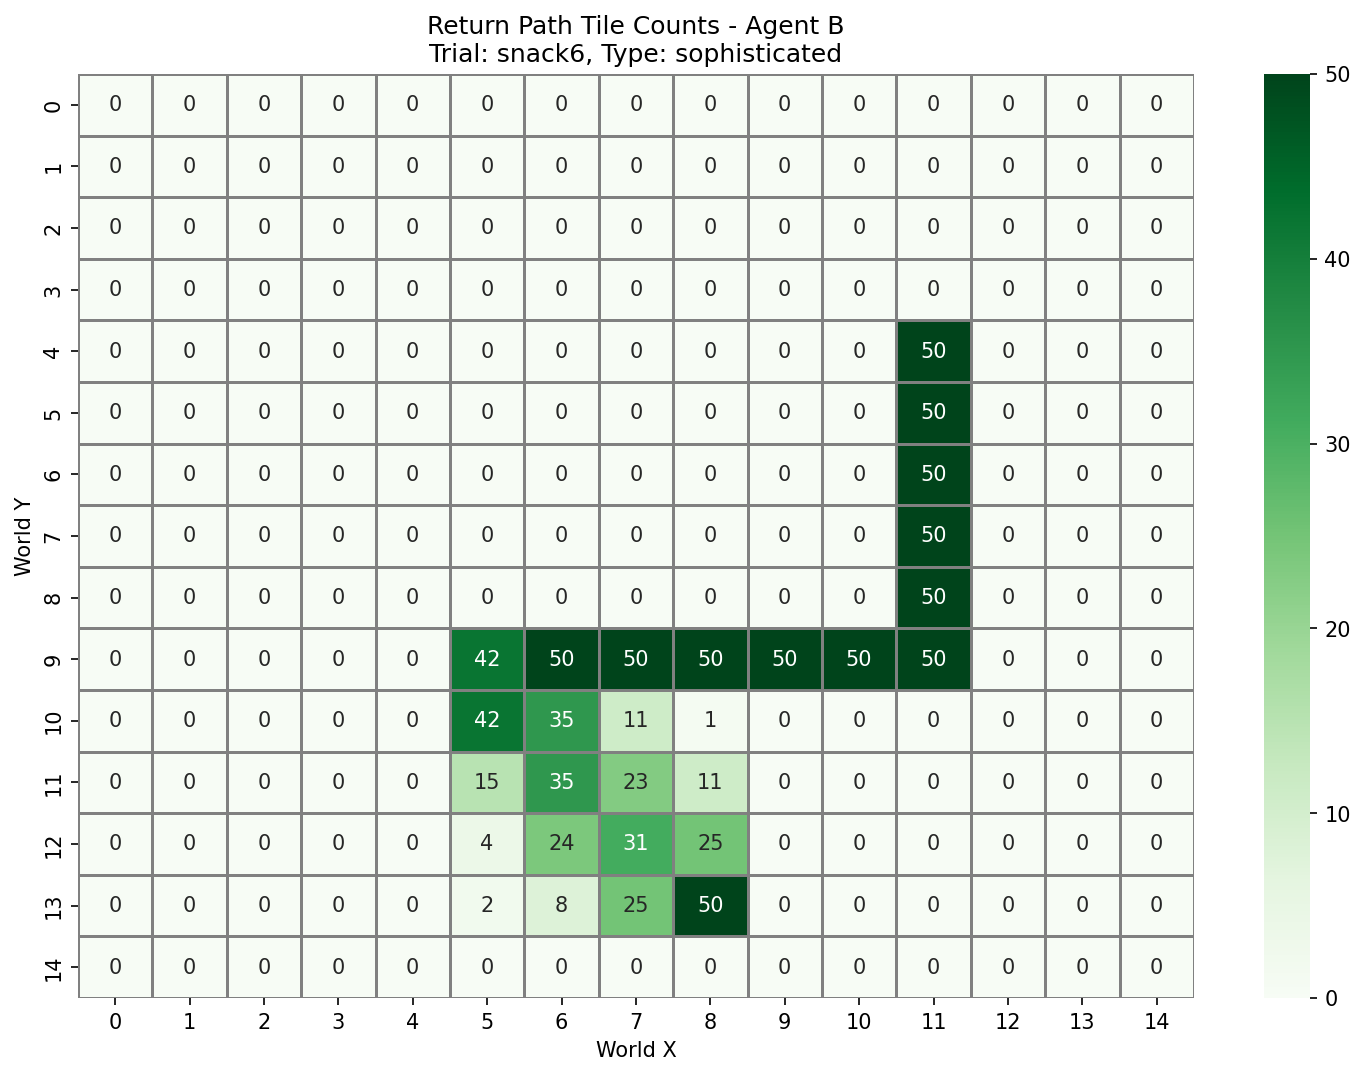 Return Path Tile Counts - Agent B
Trial: snack6, Type: sophisticated
0 0 0 0 0 0 0 0 0 0 0 0 0 0 0 0
1 0 0 0 0 0 0 0 0 0 0 0 0 0 0 0
2 0 0 0 0 0 0 0 0 0 0 0 0 0 0 0
3 0 0 0 0 0 0 0 0 0 0 0 0 0 0 0
4 0 0 0 0 0 0 0 0 0 0 0 50 0 0 0
5 0 0 0 0 0 0 0 0 0 0 0 50 0 0 0
6 0 0 0 0 0 0 0 0 0 0 0 50 0 0 0
7 0 0 0 0 0 0 0 0 0 0 0 50 0 0 0
8 0 0 0 0 0 0 0 0 0 0 0 50 0 0 0
9 0 0 0 0 0 42 50 50 50 50 50 50 0 0 0
10 0 0 0 0 0 42 35 11 1 0 0 0 0 0 0
11 0 0 0 0 0 15 35 23 11 0 0 0 0 0 0
12 0 0 0 0 0 4 24 31 25 0 0 0 0 0 0
13 0 0 0 0 0 2 8 25 50 0 0 0 0 0 0
14 0 0 0 0 0 0 0 0 0 0 0 0 0 0 0
0 1 2 3 4 5 6 7 8 9 10 11 12 13 14
World X
World Y
50
40
30
20
10
0